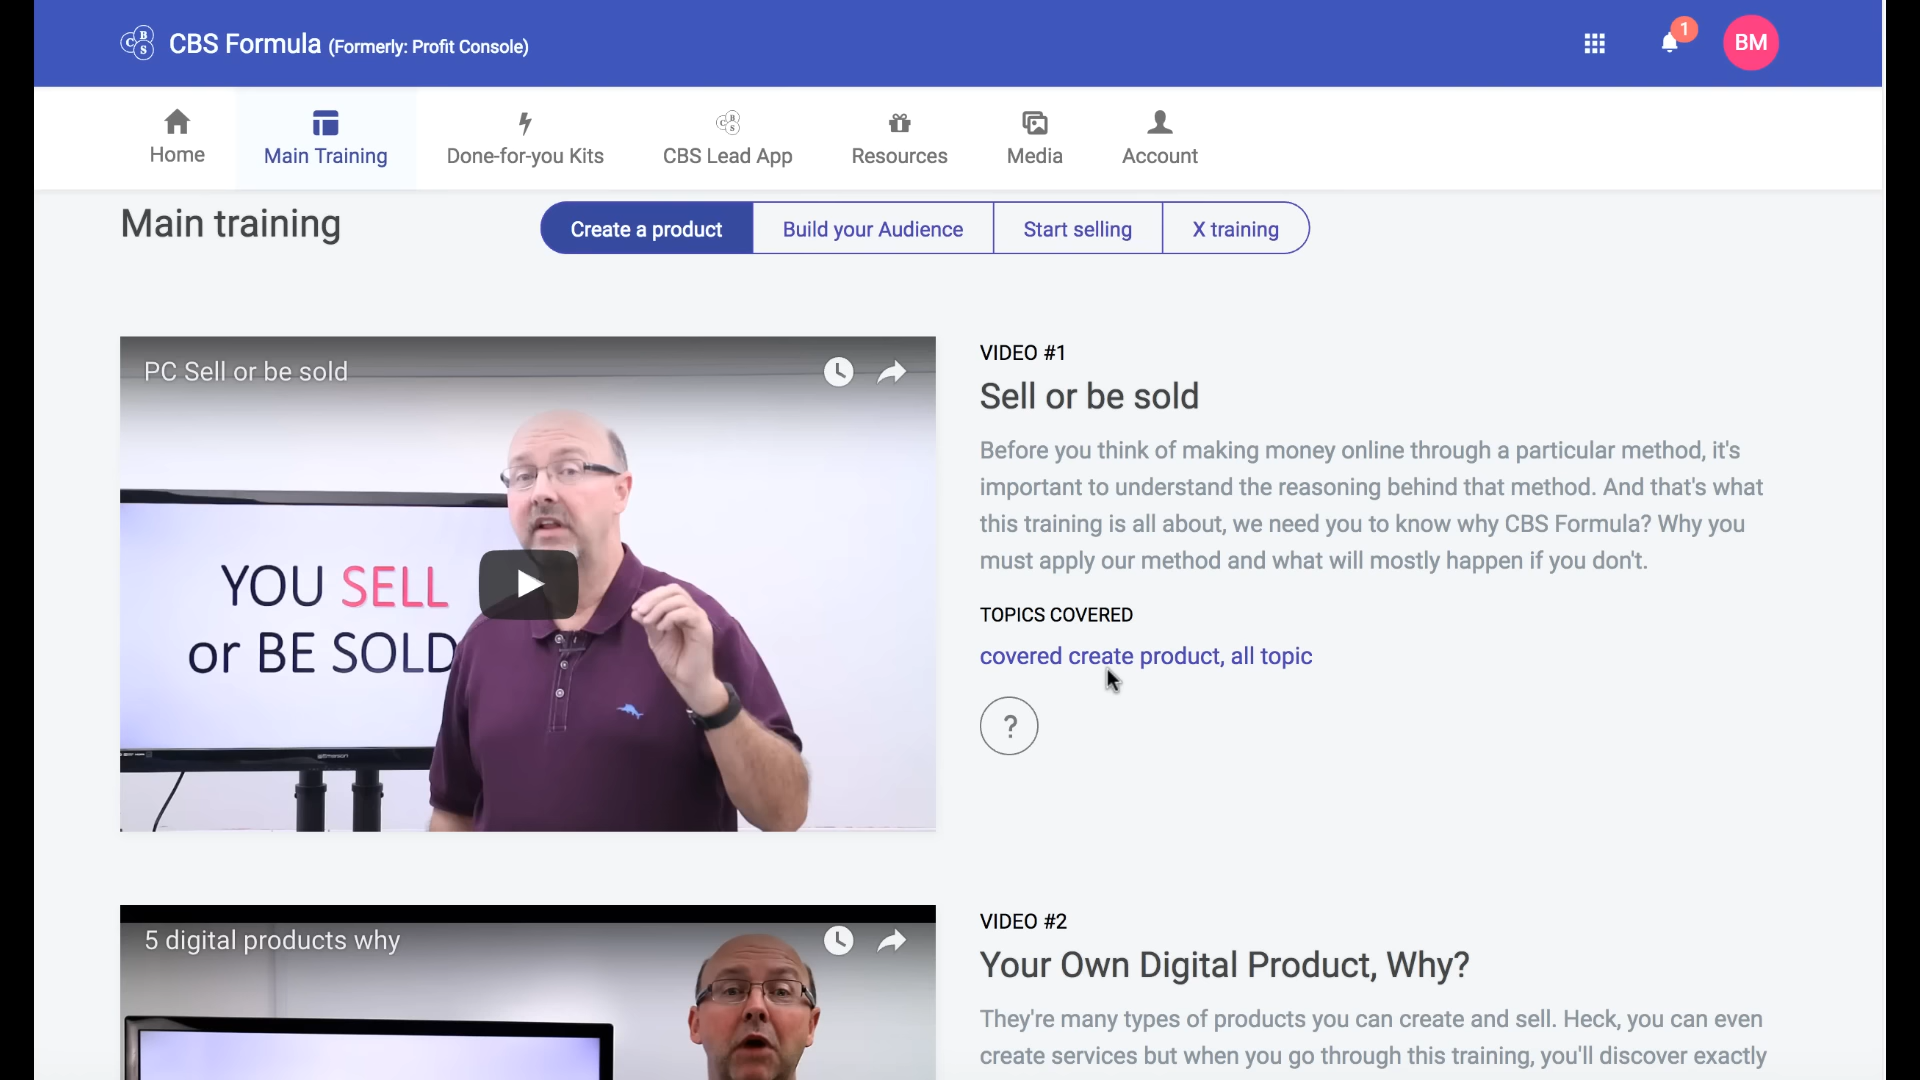 C B S
CBS Formula (Formerly: Profit Console)
1
BM
Home
Main Training
Done-for-you Kits
C B S
CBS Lead App
Resources
Media
Account
Main training
Create a product
Build your Audience
Start selling
X training
PC Sell or be sold
YOU SELL
or BE SOLD
VIDEO #1
Sell or be sold
Before you think of making money online through a particular method, it's
important to understand the reasoning behind that method. And that's what
this training is all about, we need you to know why CBS Formula? Why you
must apply our method and what will mostly happen if you don't.
TOPICS COVERED
covered create product, all topic
?
5 digital products why
VIDEO #2
Your Own Digital Product, Why?
They're many types of products you can create and sell. Heck, you can even
create services but when you go through this training, you'll discover exactly